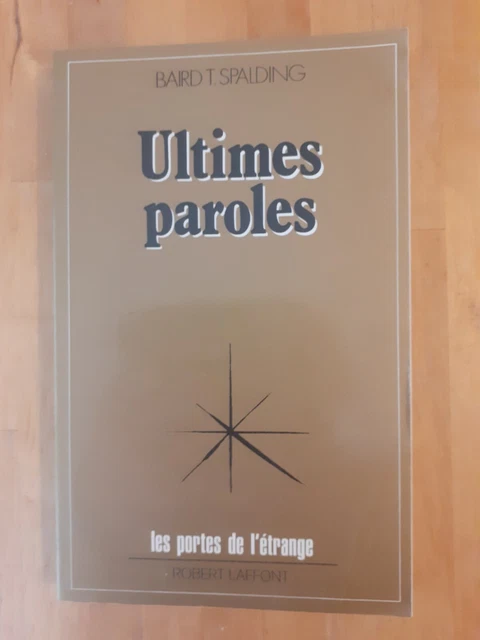 BAIRD T. SPALDING
Ultimes
paroles
les portes de l'étrange
ROBERT LAFFONT